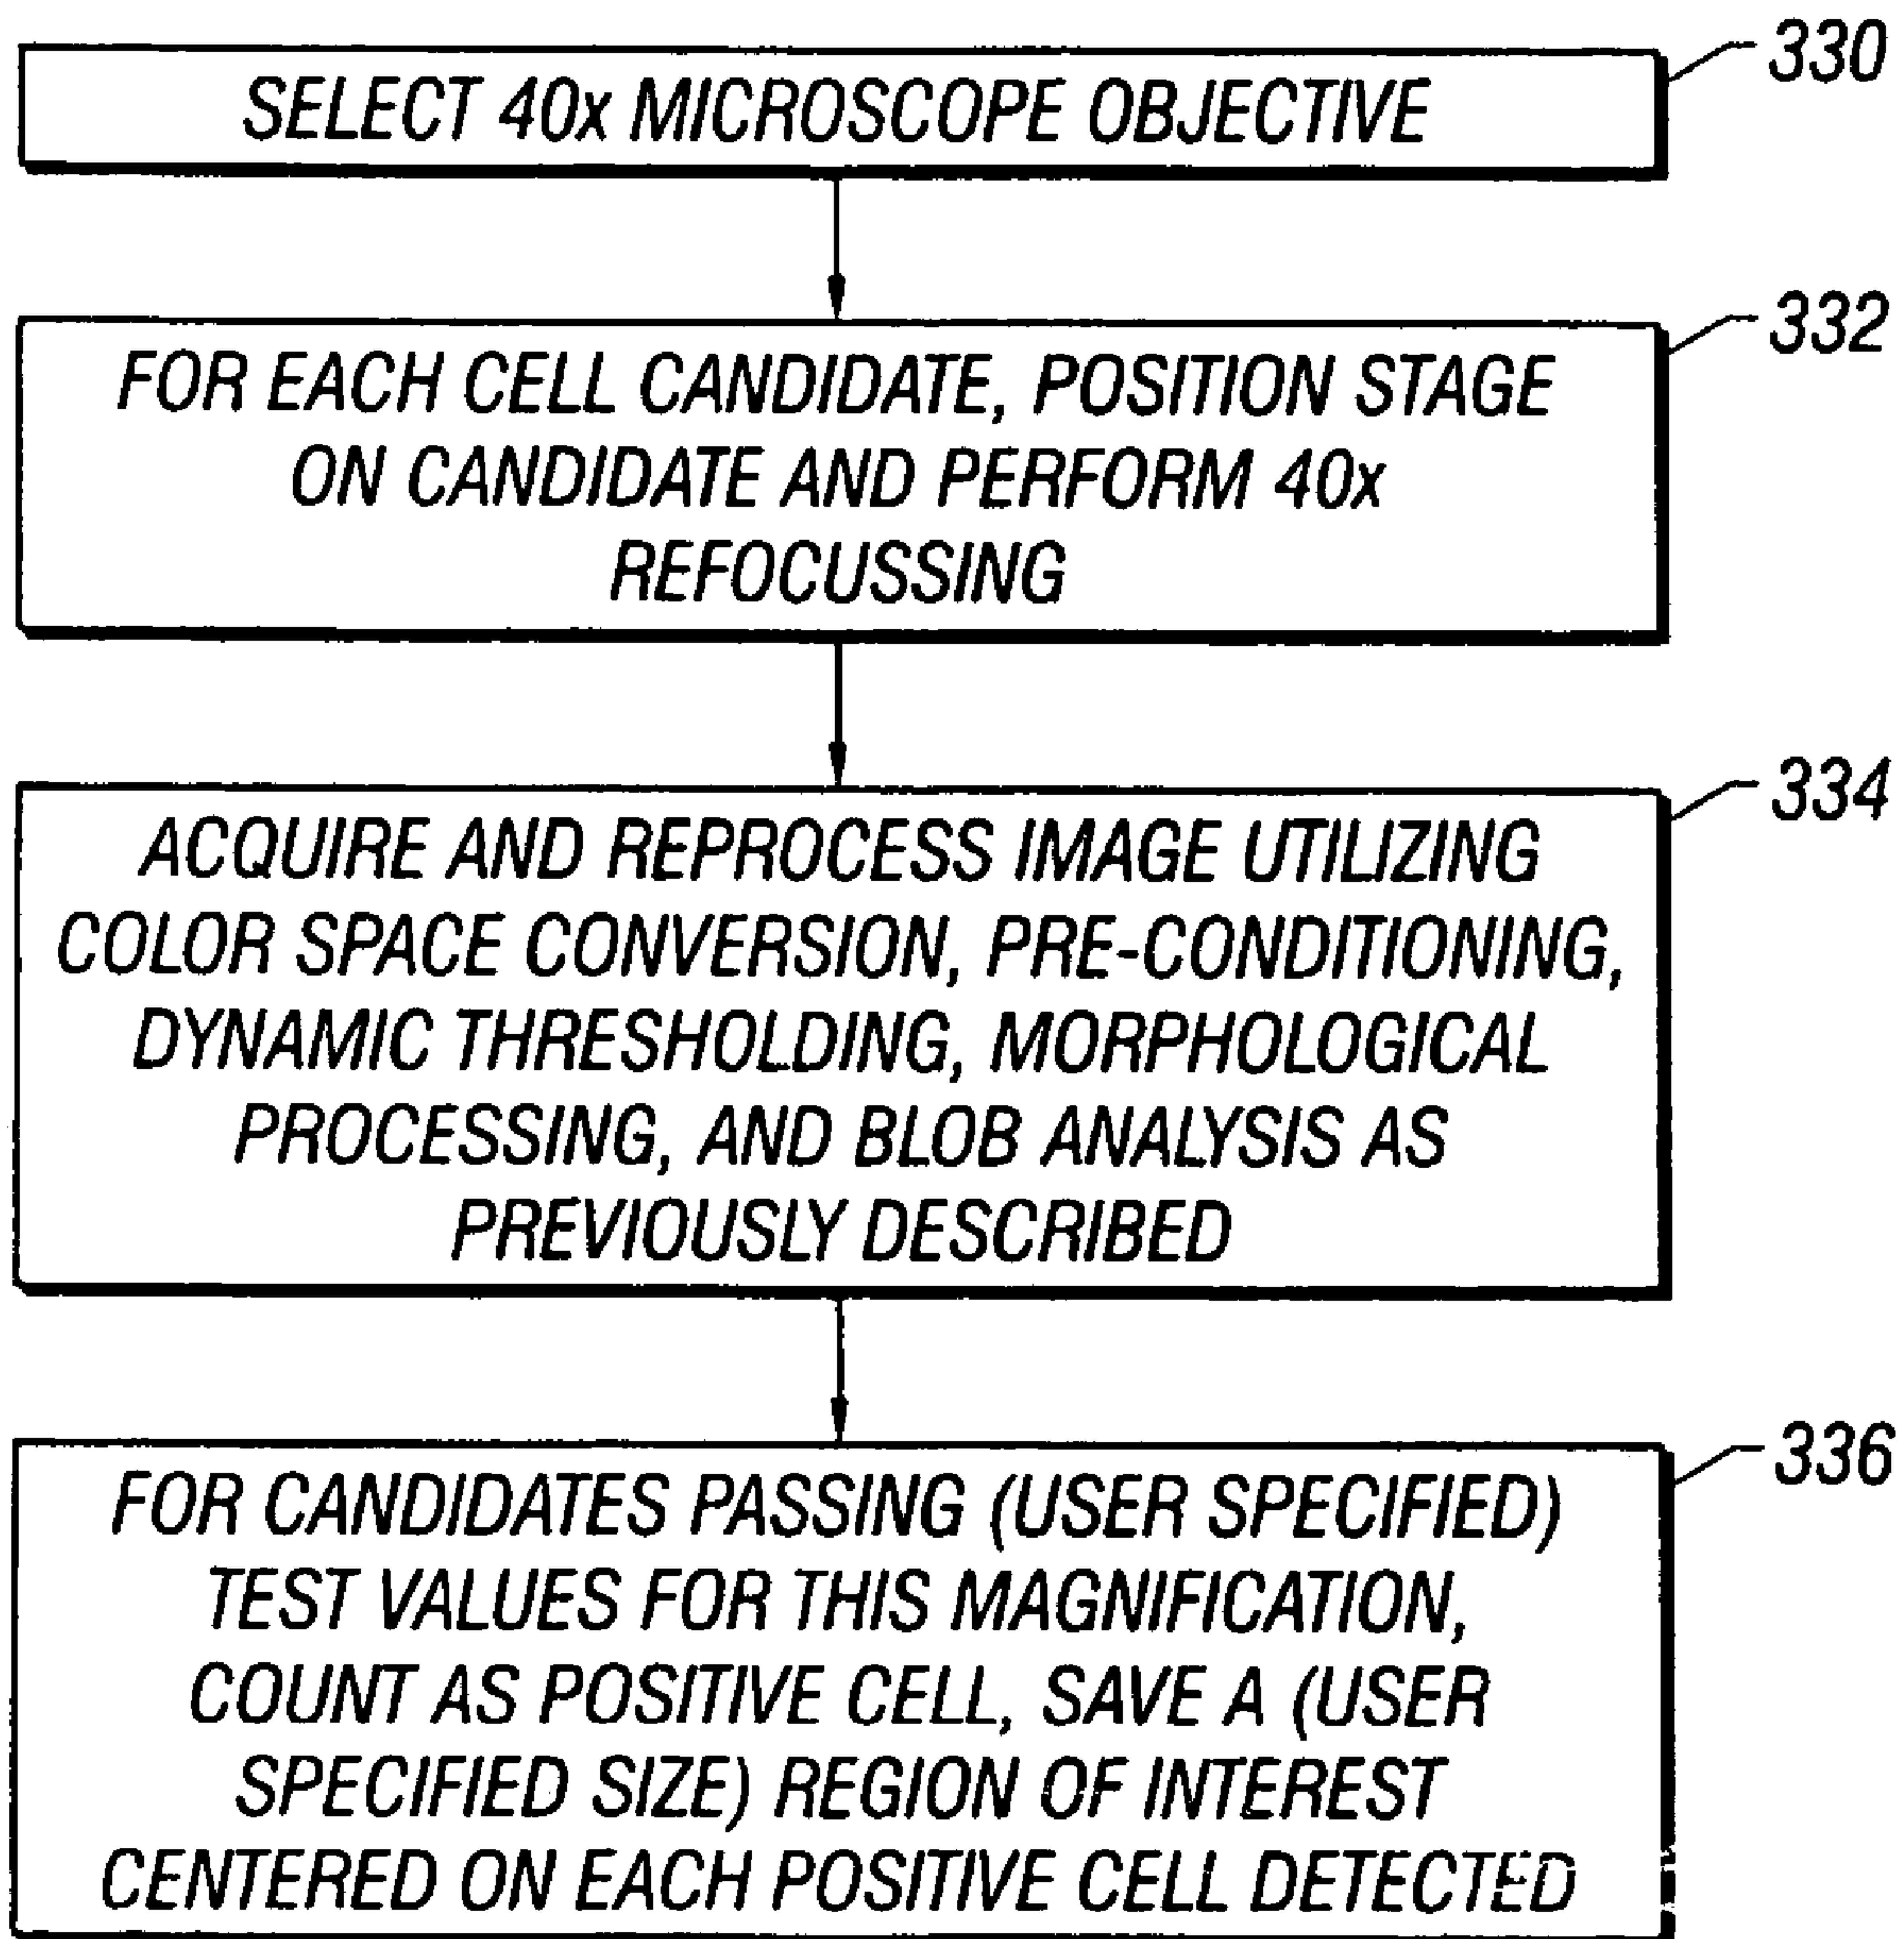 330
SELECT 40x MICROSCOPE OBJECTIVE
332
FOR EACH CELL CANDIDATE, POSITION STAGE
ON CANDIDATE AND PERFORM 40x
REFOCUSSING
334
ACQUIRE AND REPROCESS IMAGE UTILIZING
COLOR SPACE CONVERSION, PRE-CONDITIONING,
DYNAMIC THRESHOLDING, MORPHOLOGICAL
PROCESSING, AND BLOB ANALYSIS AS
PREVIOUSLY DESCRIBED
336
FOR CANDIDATES PASSING (USER SPECIFIED)
TEST VALUES FOR THIS MAGNIFICATION,
COUNT AS POSITIVE CELL, SAVE A (USER
SPECIFIED SIZE) REGION OF INTEREST
CENTERED ON EACH POSITIVE CELL DETECTED